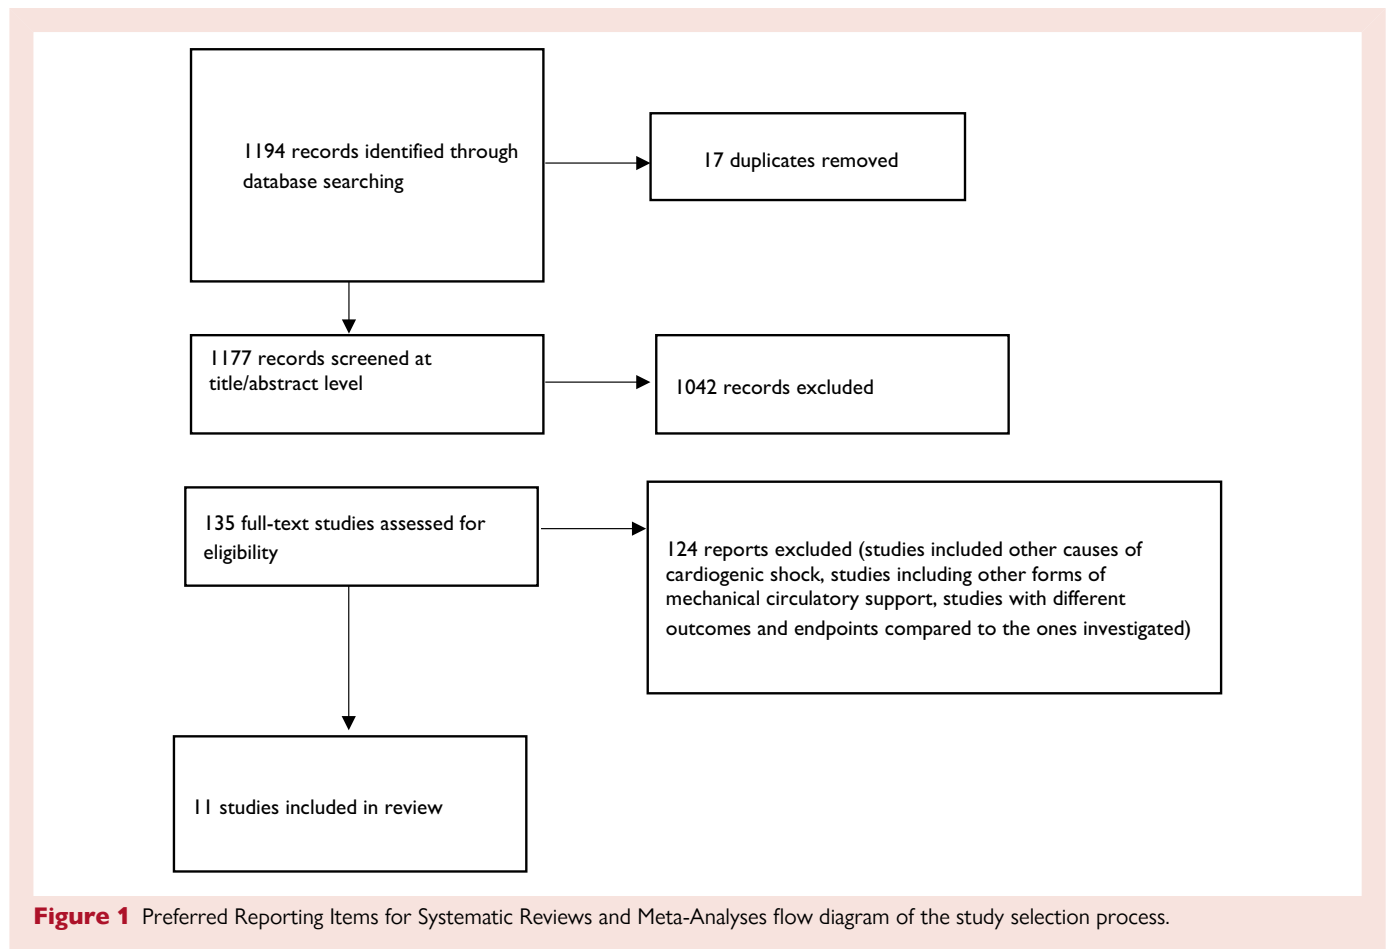 1194 records identified through
database searching
17 duplicates removed
1177 records screened at
title/abstract level
1042 records excluded
135 full-text studies assessed for
eligibility
124 reports excluded (studies included other causes of
cardiogenic shock, studies including other forms of
mechanical circulatory support, studies with different
outcomes and endpoints compared to the ones investigated)
11 studies included in review
Figure 1 Preferred Reporting Items for Systematic Reviews and Meta-Analyses flow diagram of the study selection process.